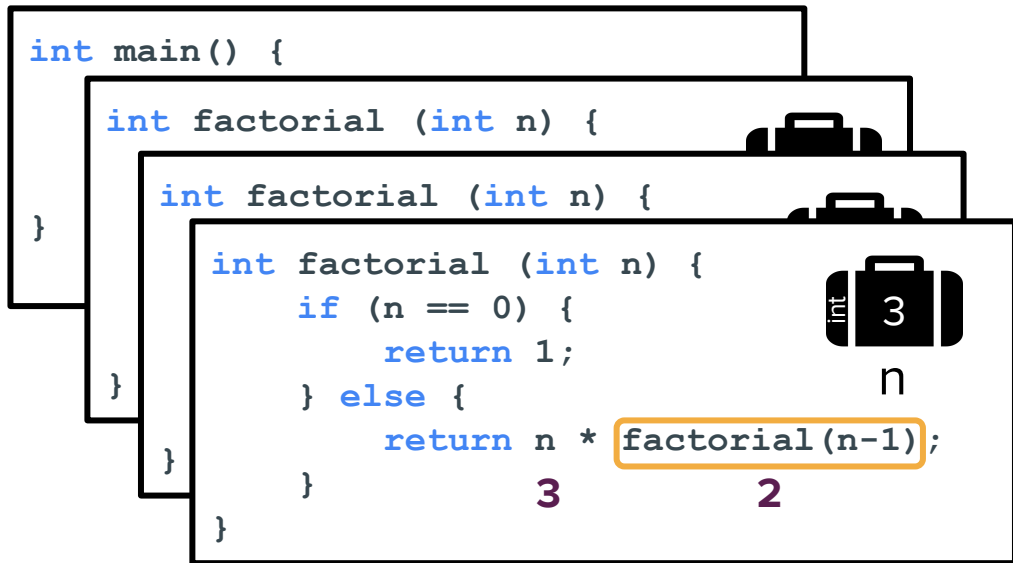 int main() {
}
int factorial (int n) {
}
int factorial (int n) {
}
int factorial (int n) {
if (n == 0) {
return 1;
} else {
return n * factorial(n-1);
}
}
int 3
n
3 2